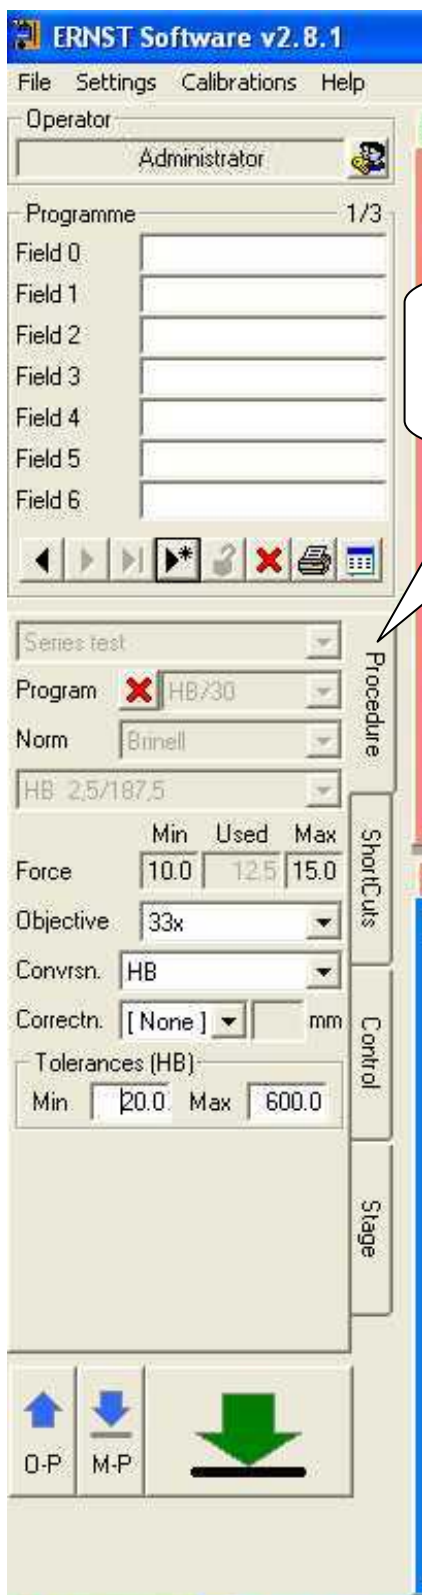 ERNST Software v2.8.1
File Settings Calibrations Help
Operator
Administrator
Programme 1/3
Field 0
Field 1
Field 2
Field 3
Field 4
Field 5
Field 6
Series test
Program HB/30
Norm Brinell
HB 2,5/187,5
Min Used Max
Force 10.0 12.5 15.0
Objective 33x
Convrsn. HB
Correctn. [ None ] mm
Tolerances (HB)
Min 20.0 Max 600.0
Procedure
ShortCuts
Control
Stage
O-P M-P